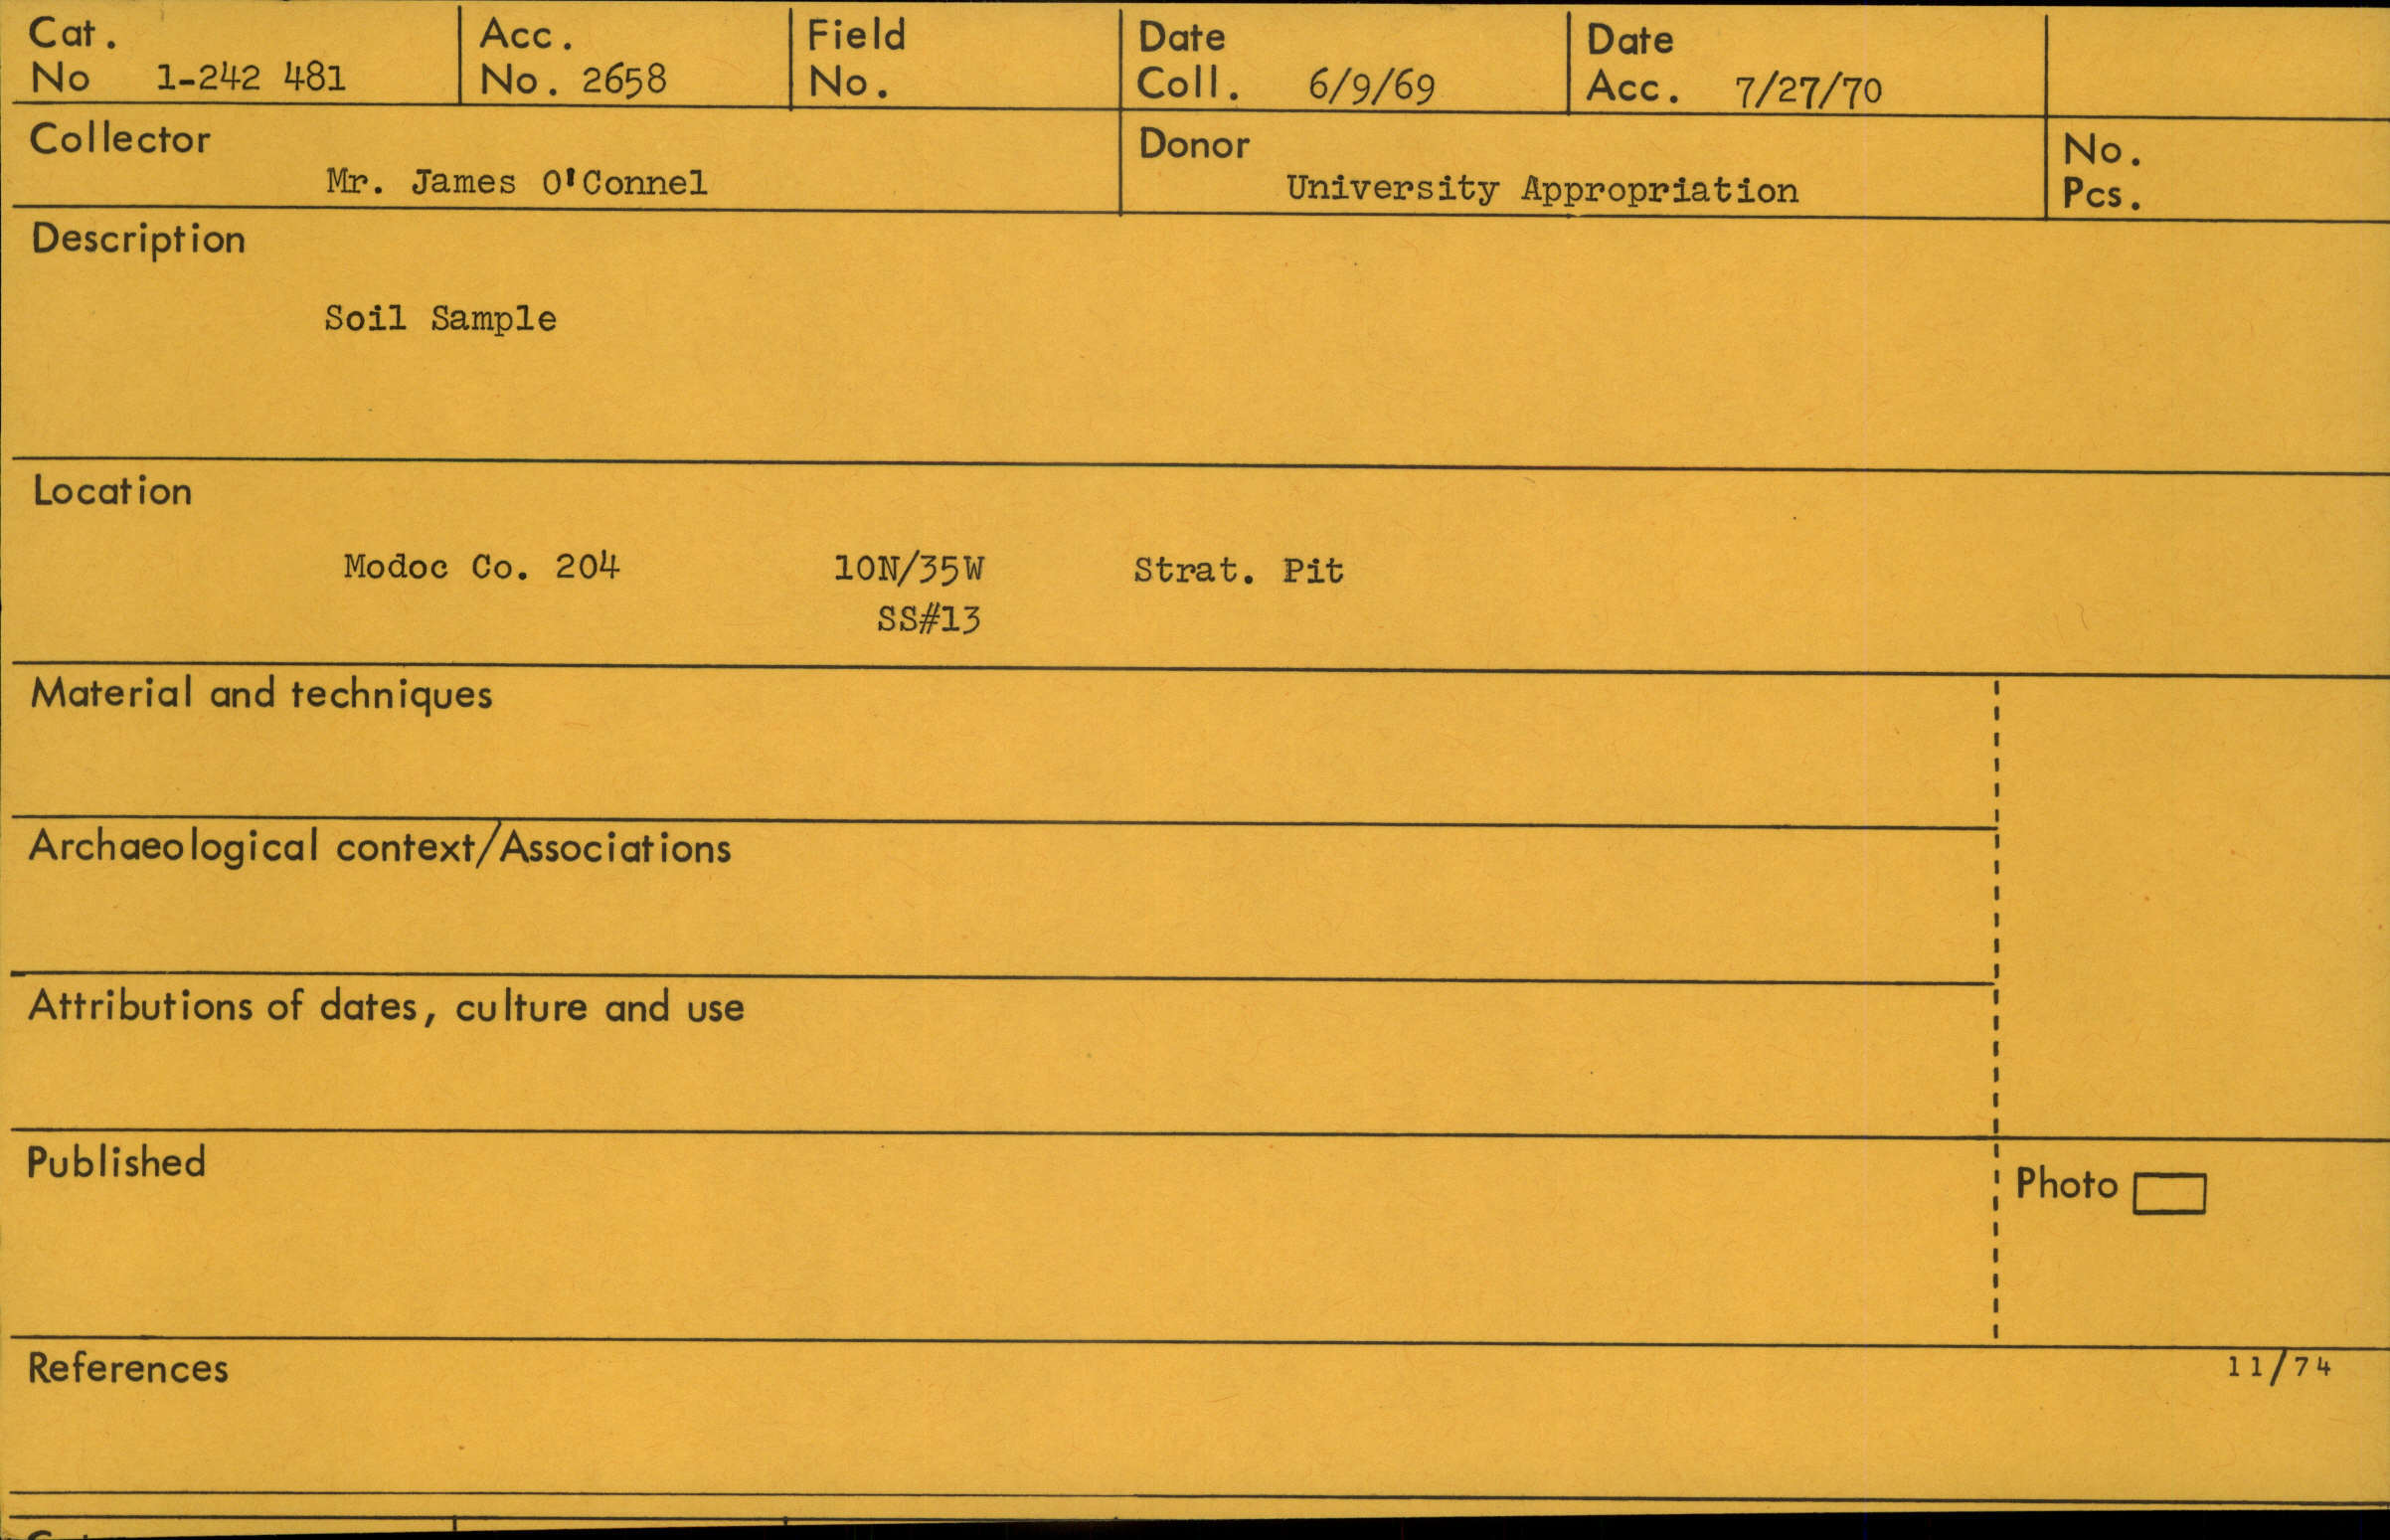 Cat. Acc. Field Date Date
No 1-242 481 No. 2658 No. Coll. 6/9/69 Acc. 7/27/70
Collector Donor No.
Mr. James O'Connel University Appropriation Pcs.
Description
Soil Sample
Location
Modoc Co. 204 10N/35W Strat. Pit
SS#13
Material and techniques
Archaeological context/Associations
Attributions of dates, culture and use
Published
Photo
References 11/74